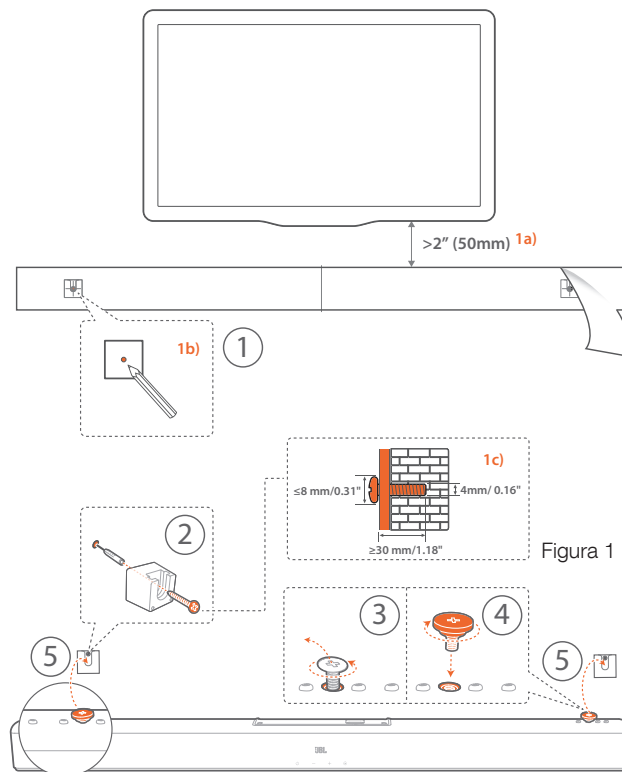 >2” (50mm) 1a)
1b)
1
1c)
≤8 mm/0.31"
4mm/ 0.16"
≥30 mm/1.18"
2
Figura 1
3
4
5
5
JBL